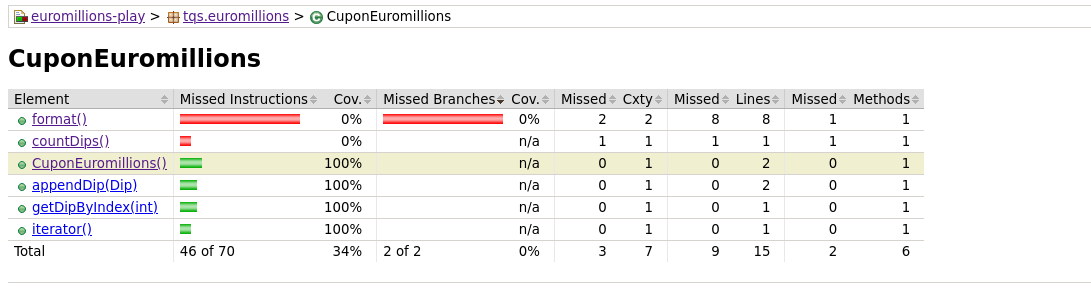 euromillions-play > tqs.euromillions > CuponEuromillions
CuponEuromillions
Element Missed Instructions Cov. Missed Branches Cov. Missed Cxty Missed Lines Missed Methods
format() 0% 0% 2 2 8 8 1 1
countDips() 0% n/a 1 1 1 1 1 1
CuponEuromillions() 100% n/a 0 1 0 2 0 1
appendDip(Dip) 100% n/a 0 1 0 2 0 1
getDipByIndex(int) 100% n/a 0 1 0 1 0 1
iterator() 100% n/a 0 1 0 1 0 1
Total 46 of 70 34% 2 of 2 0% 3 7 9 15 2 6